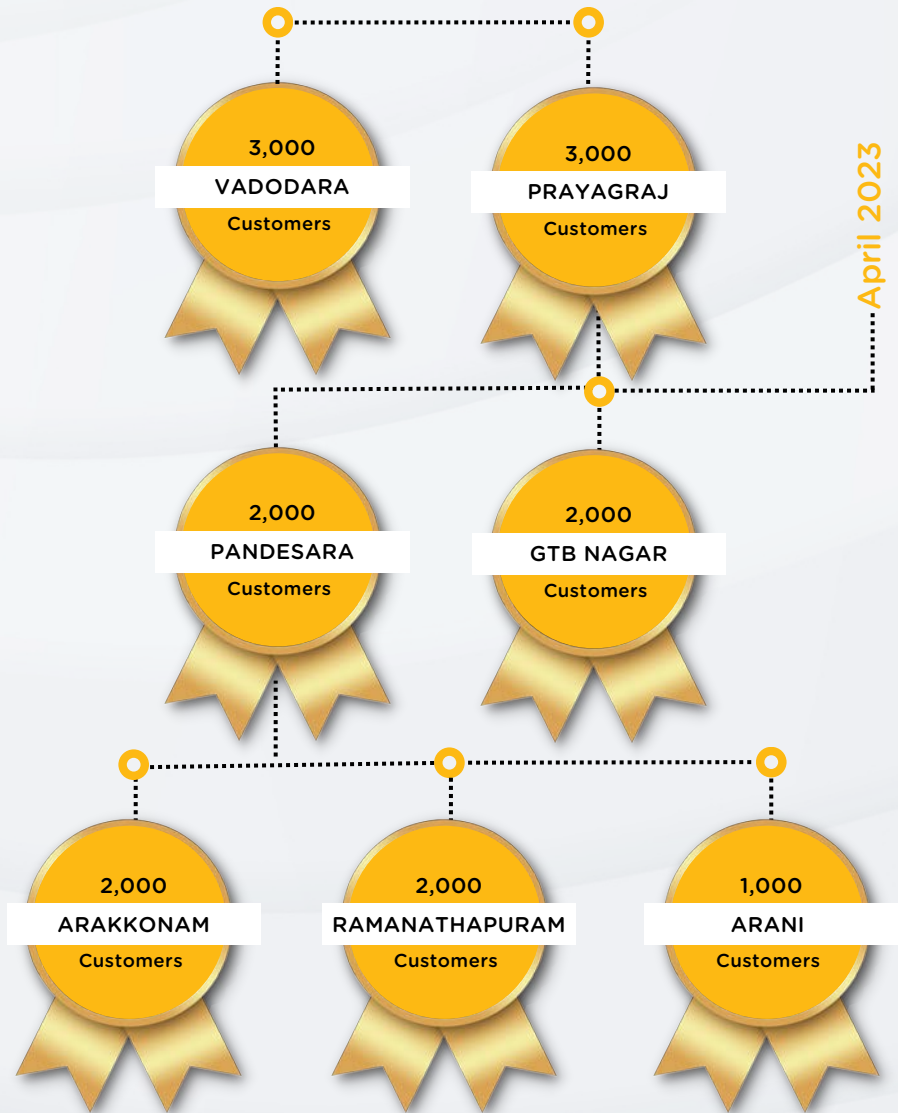 3,000
VADODARA
Customers
3,000
PRAYAGRAJ
Customers
April 2023
2,000
PANDESARA
Customers
2,000
GTB NAGAR
Customers
2,000
ARAKKONAM
Customers
2,000
RAMANATHAPURAM
Customers
1,000
ARANI
Customers